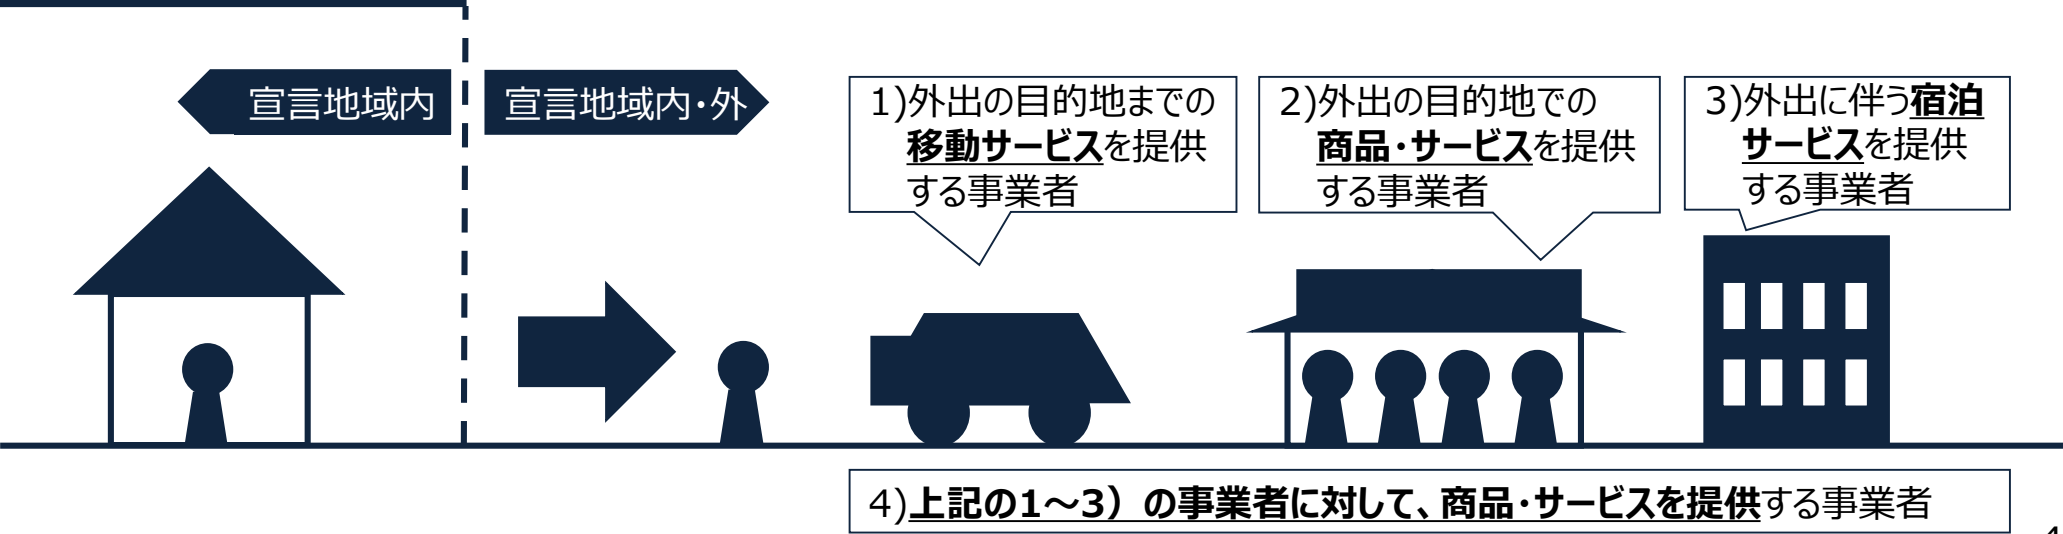 宣言地域内
宣言地域内・外
1)外出の目的地までの
移動サービスを提供
する事業者
2)外出の目的地での
商品・サービスを提供
する事業者
3)外出に伴う宿泊
サービスを提供
する事業者
4)上記の1～3）の事業者に対して、商品・サービスを提供する事業者